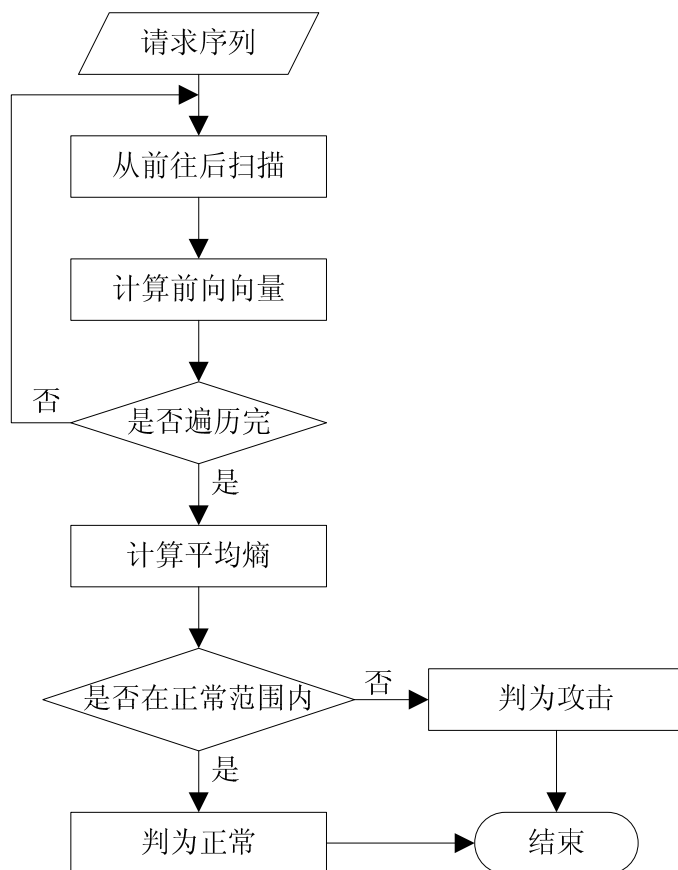 请求序列
从前往后扫描
计算前向向量
否
是否遍历完
是
计算平均熵
是否在正常范围内
否
判为攻击
是
判为正常
结束